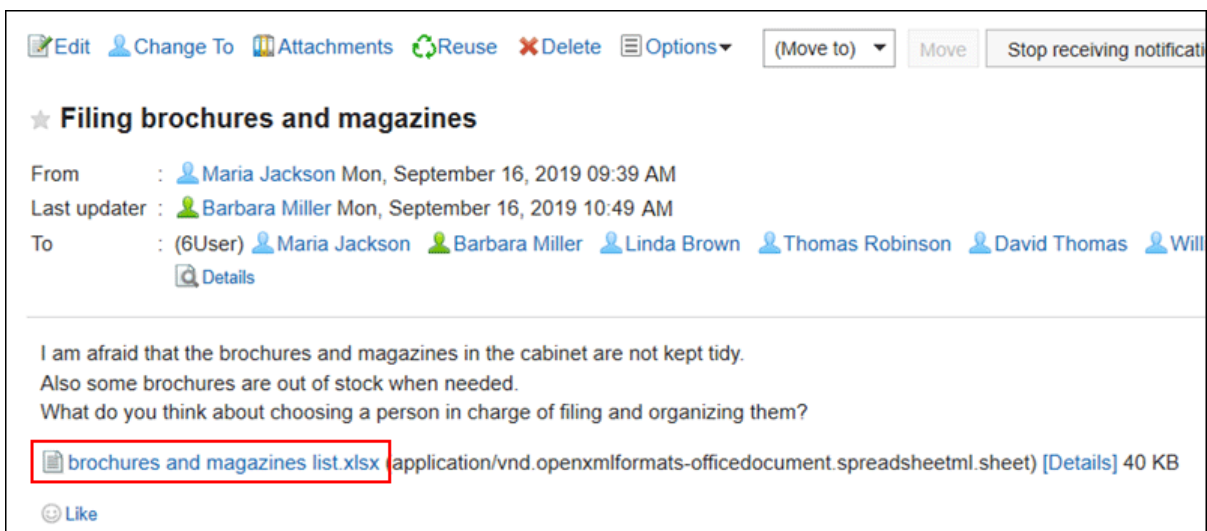 Edit Change To Attachments Reuse Delete Options (Move to) Move Stop receiving
Filing brochures and magazines
From : Maria Jackson Mon, September 16, 2019 09:39 AM
Last updater : Barbara Miller Mon, September 16, 2019 10:49 AM
To : (6User) Maria Jackson Barbara Miller Linda Brown Thomas Robinson David Thomas
Details
I am afraid that the brochures and magazines in the cabinet are not kept tidy.
Also some brochures are out of stock when needed.
What do you think about choosing a person in charge of filing and organizing them?
brochures and magazines list.xlsx (application/vnd.openxmlformats-officedocument.spreadsheetml.sheet) [Details] 40 KB
Like